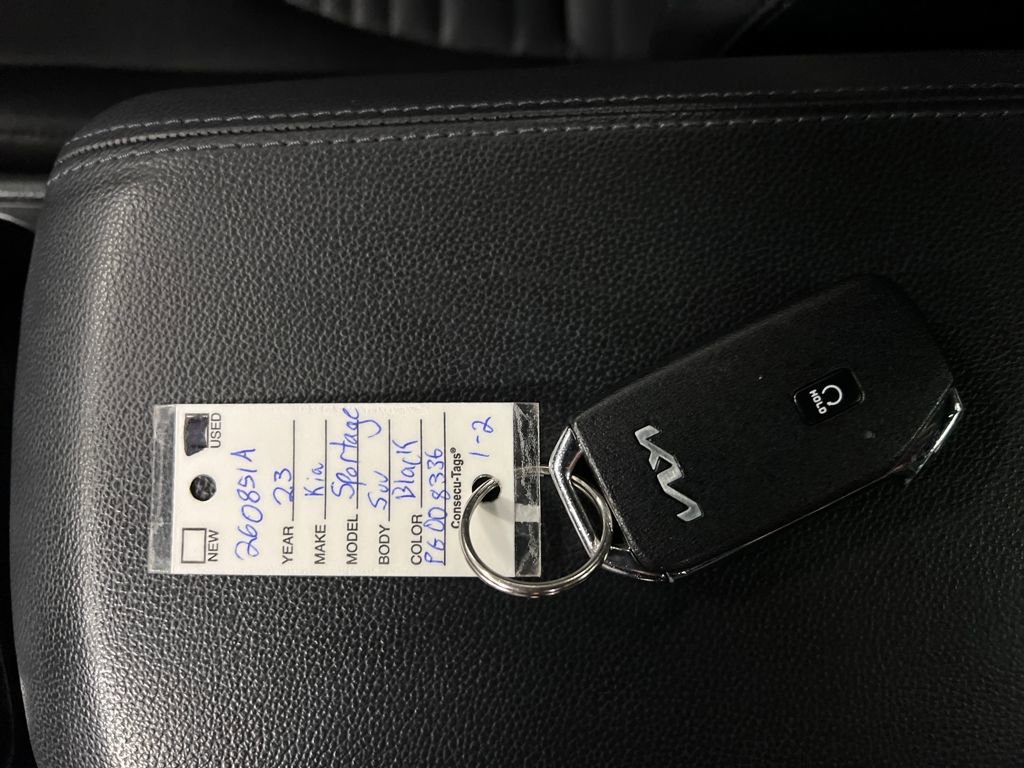 NEW USED
260851A
YEAR 23
MAKE Kia
MODEL Sportage
BODY Suv
COLOR Black
PG008336
Consecu-Tags® 1-2
KIA
HOLD